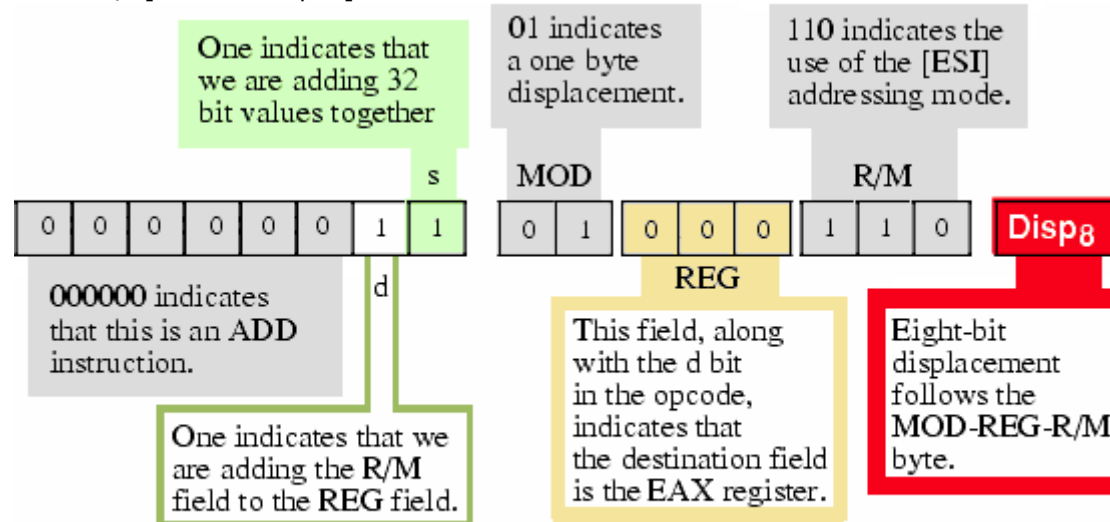 One indicates that
we are adding 32
bit values together
01 indicates
a one byte
displacement.
110 indicates the
use of the [ESI]
addressing mode.
s
MOD
R/M
0 0 0 0 0 0 1 1 0 1 0 0 0 1 1 0 Disp8
d
REG
000000 indicates
that this is an ADD
instruction.
One indicates that we
are adding the R/M
field to the REG field.
This field, along
with the d bit
in the opcode,
indicates that
the destination field
is the EAX register.
Eight-bit
displacement
follows the
MOD-REG-R/M
byte.